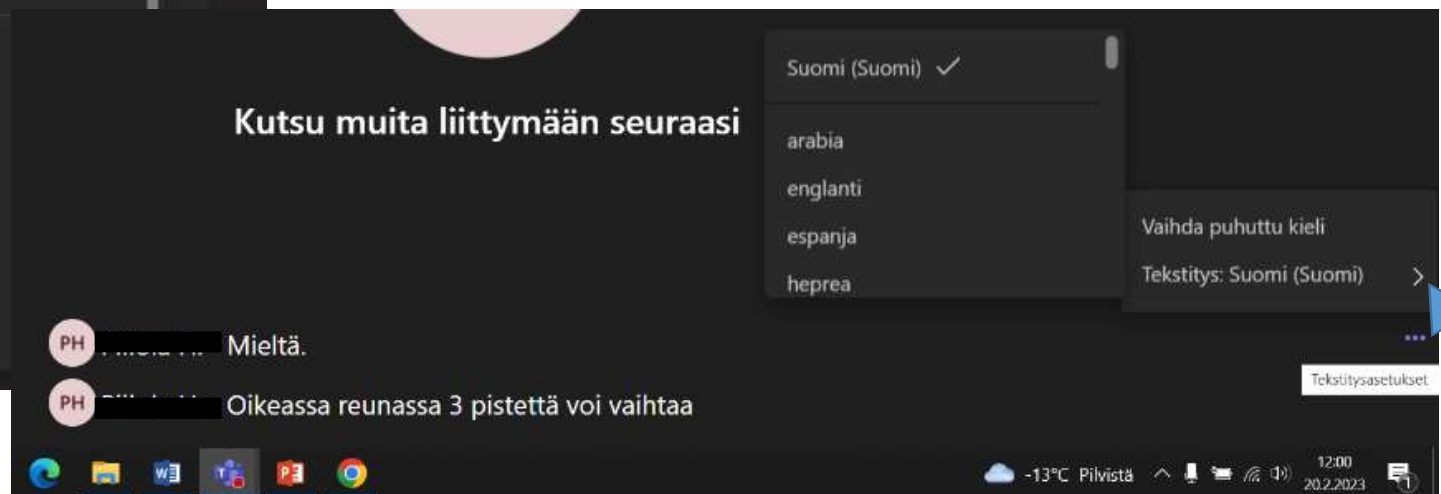 Suomi (Suomi)
Kutsu muita liittymään seuraasi
arabia
englanti
espanja
heprea
Vaihda puhuttu kieli
Tekstitys: Suomi (Suomi)
PH Mieltä.
Tekstitysasetukset
PH Oikeassa reunassa 3 pistettä voi vaihtaa
-13°C Pilvistä 12:00
20.2.2023 1